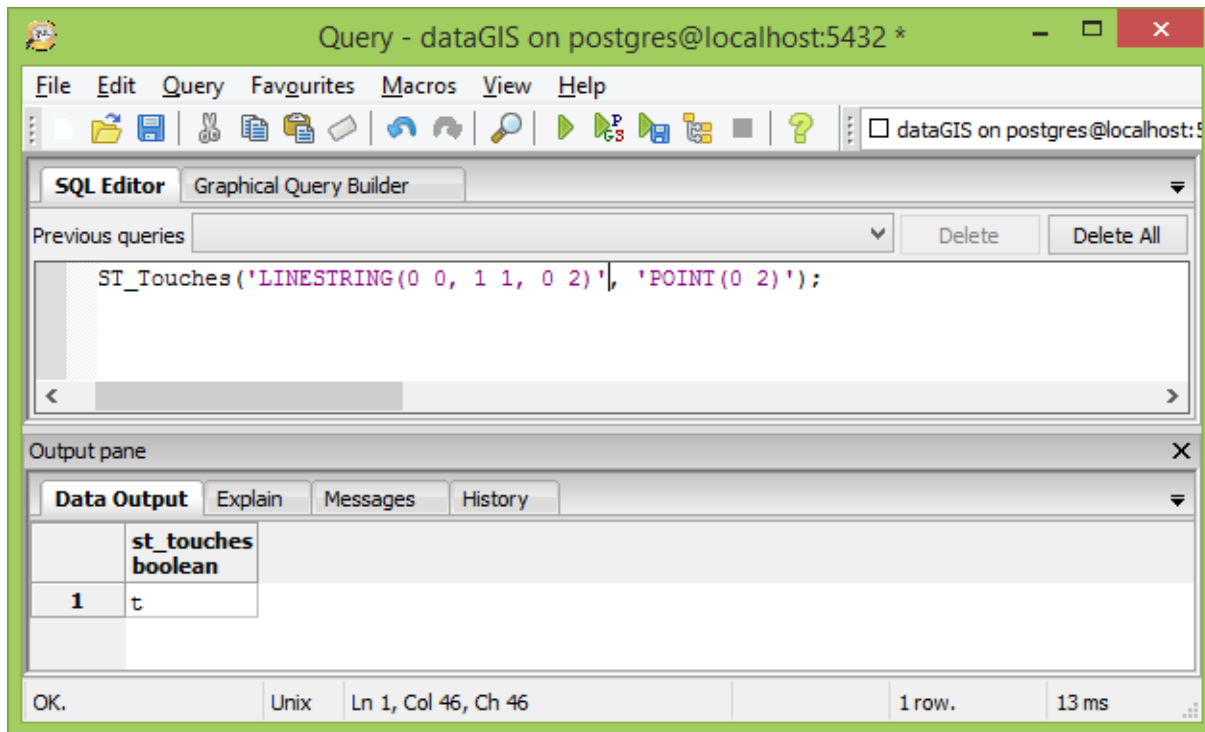 Query - dataGIS on postgres@localhost:5432 *
File Edit Query Favourites Macros View Help
dataGIS on postgres@localhost:5
SQL Editor Graphical Query Builder
Previous queries Delete Delete All
ST_Touches('LINESTRING(0 0, 1 1, 0 2)', 'POINT(0 2)');
Output pane
Data Output Explain Messages History
st_touches
boolean
1 t
OK. Unix Ln 1, Col 46, Ch 46 1 row. 13 ms